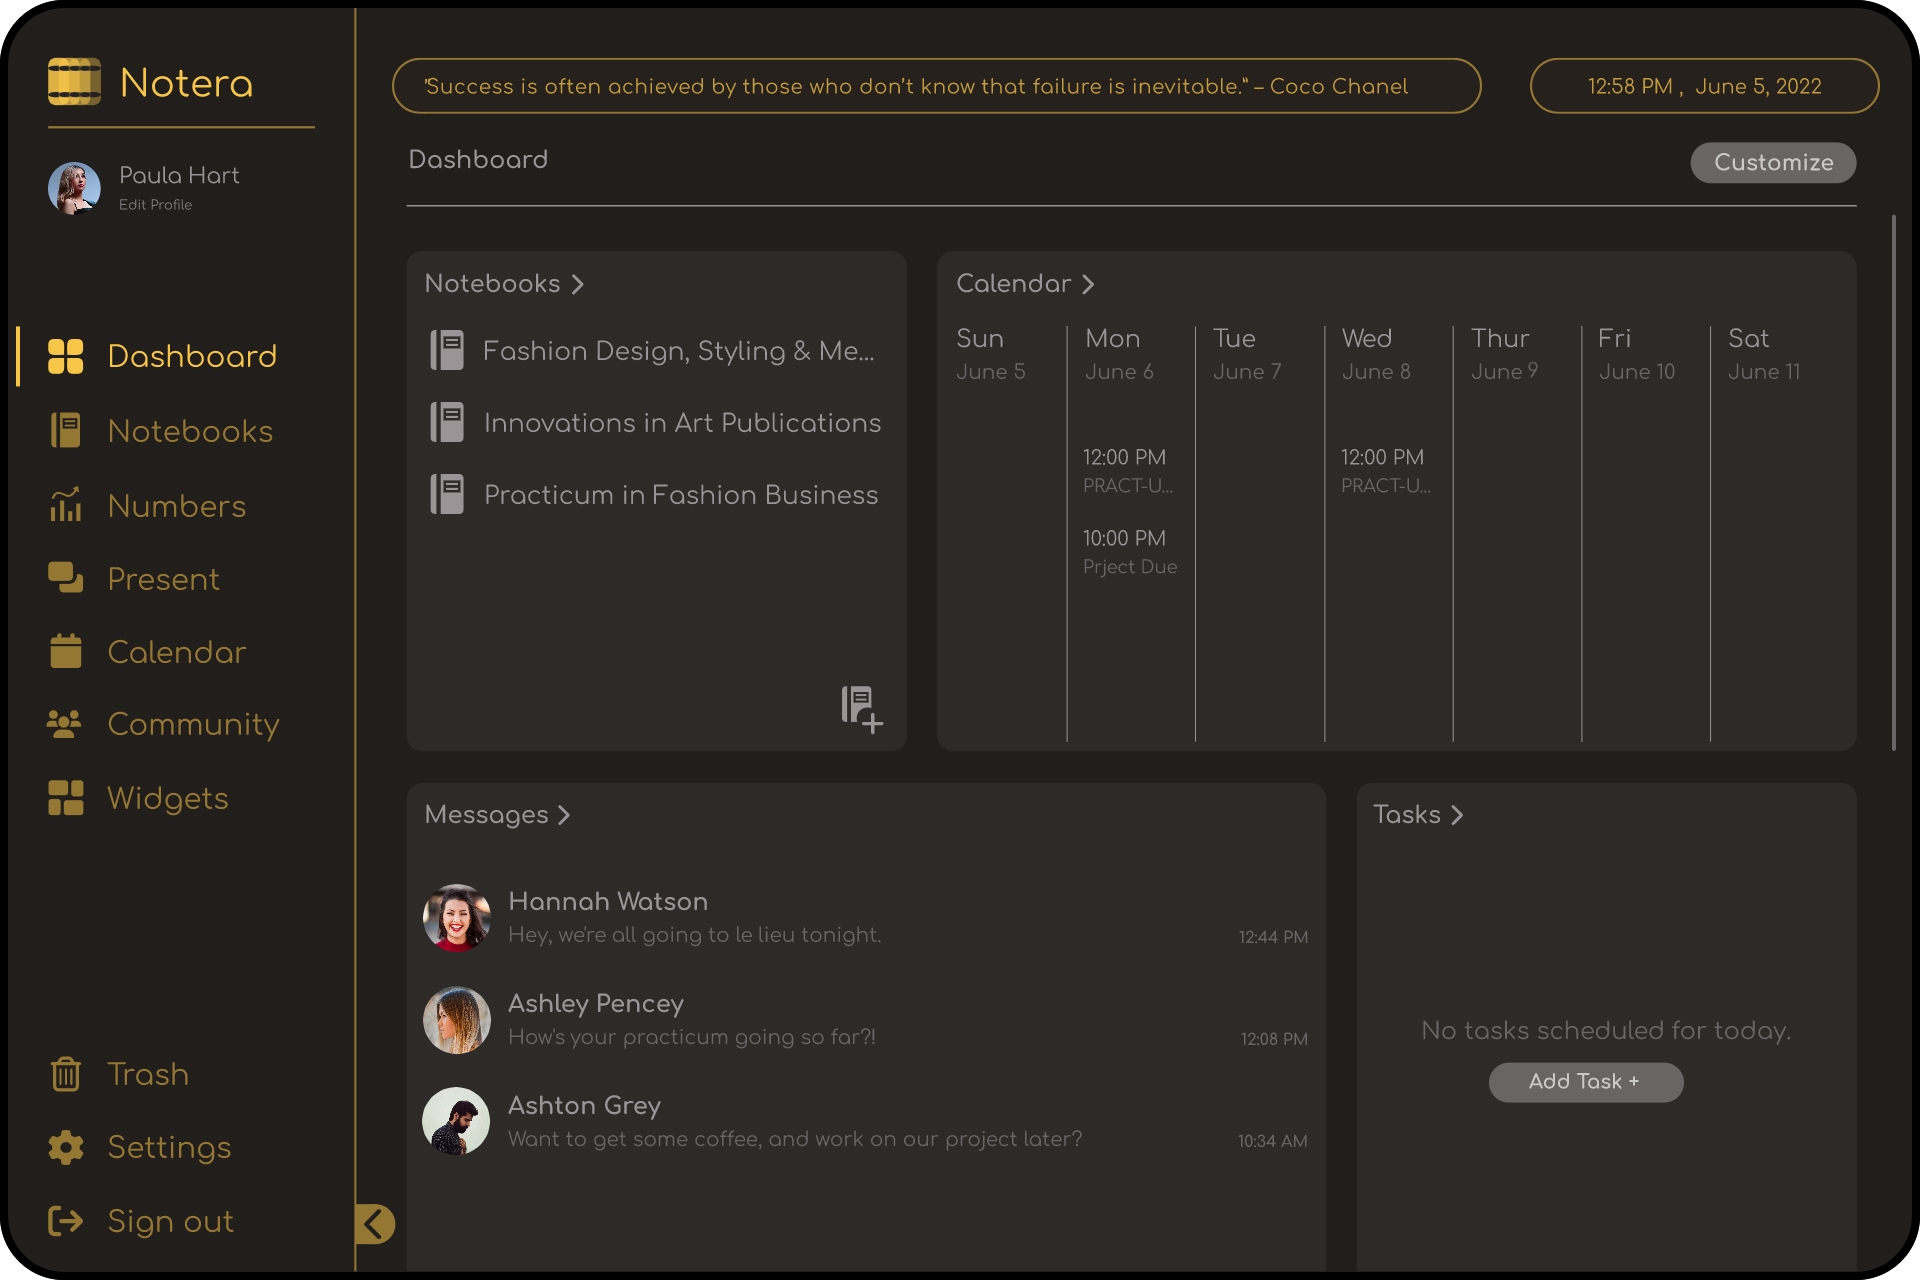 Notera
"Success is often achieved by those who don't know that failure is inevitable.” – Coco Chanel
12:58 PM , June 5, 2022
Paula Hart
Edit Profile
Dashboard
Customize
Dashboard
Notebooks
Numbers
Present
Calendar
Community
Widgets
Trash
Settings
Sign out
Notebooks
Fashion Design, Styling & Me...
Innovations in Art Publications
Practicum in Fashion Business
Calendar
Sun Mon Tue Wed Thur Fri Sat
June 5 June 6 June 7 June 8 June 9 June 10 June 11
12:00 PM 12:00 PM
PRACT-U... PRACT-U...
10:00 PM
Prject Due
Messages
Hannah Watson
Hey, we're all going to le lieu tonight.
12:44 PM
Ashley Pencey
How's your practicum going so far?!
12:08 PM
Ashton Grey
Want to get some coffee, and work on our project later?
10:34 AM
Tasks
No tasks scheduled for today.
Add Task +